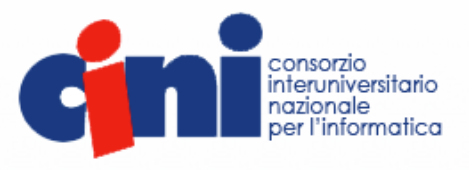 cini
consorzio
interuniversitario
nazionale
per l'informatica